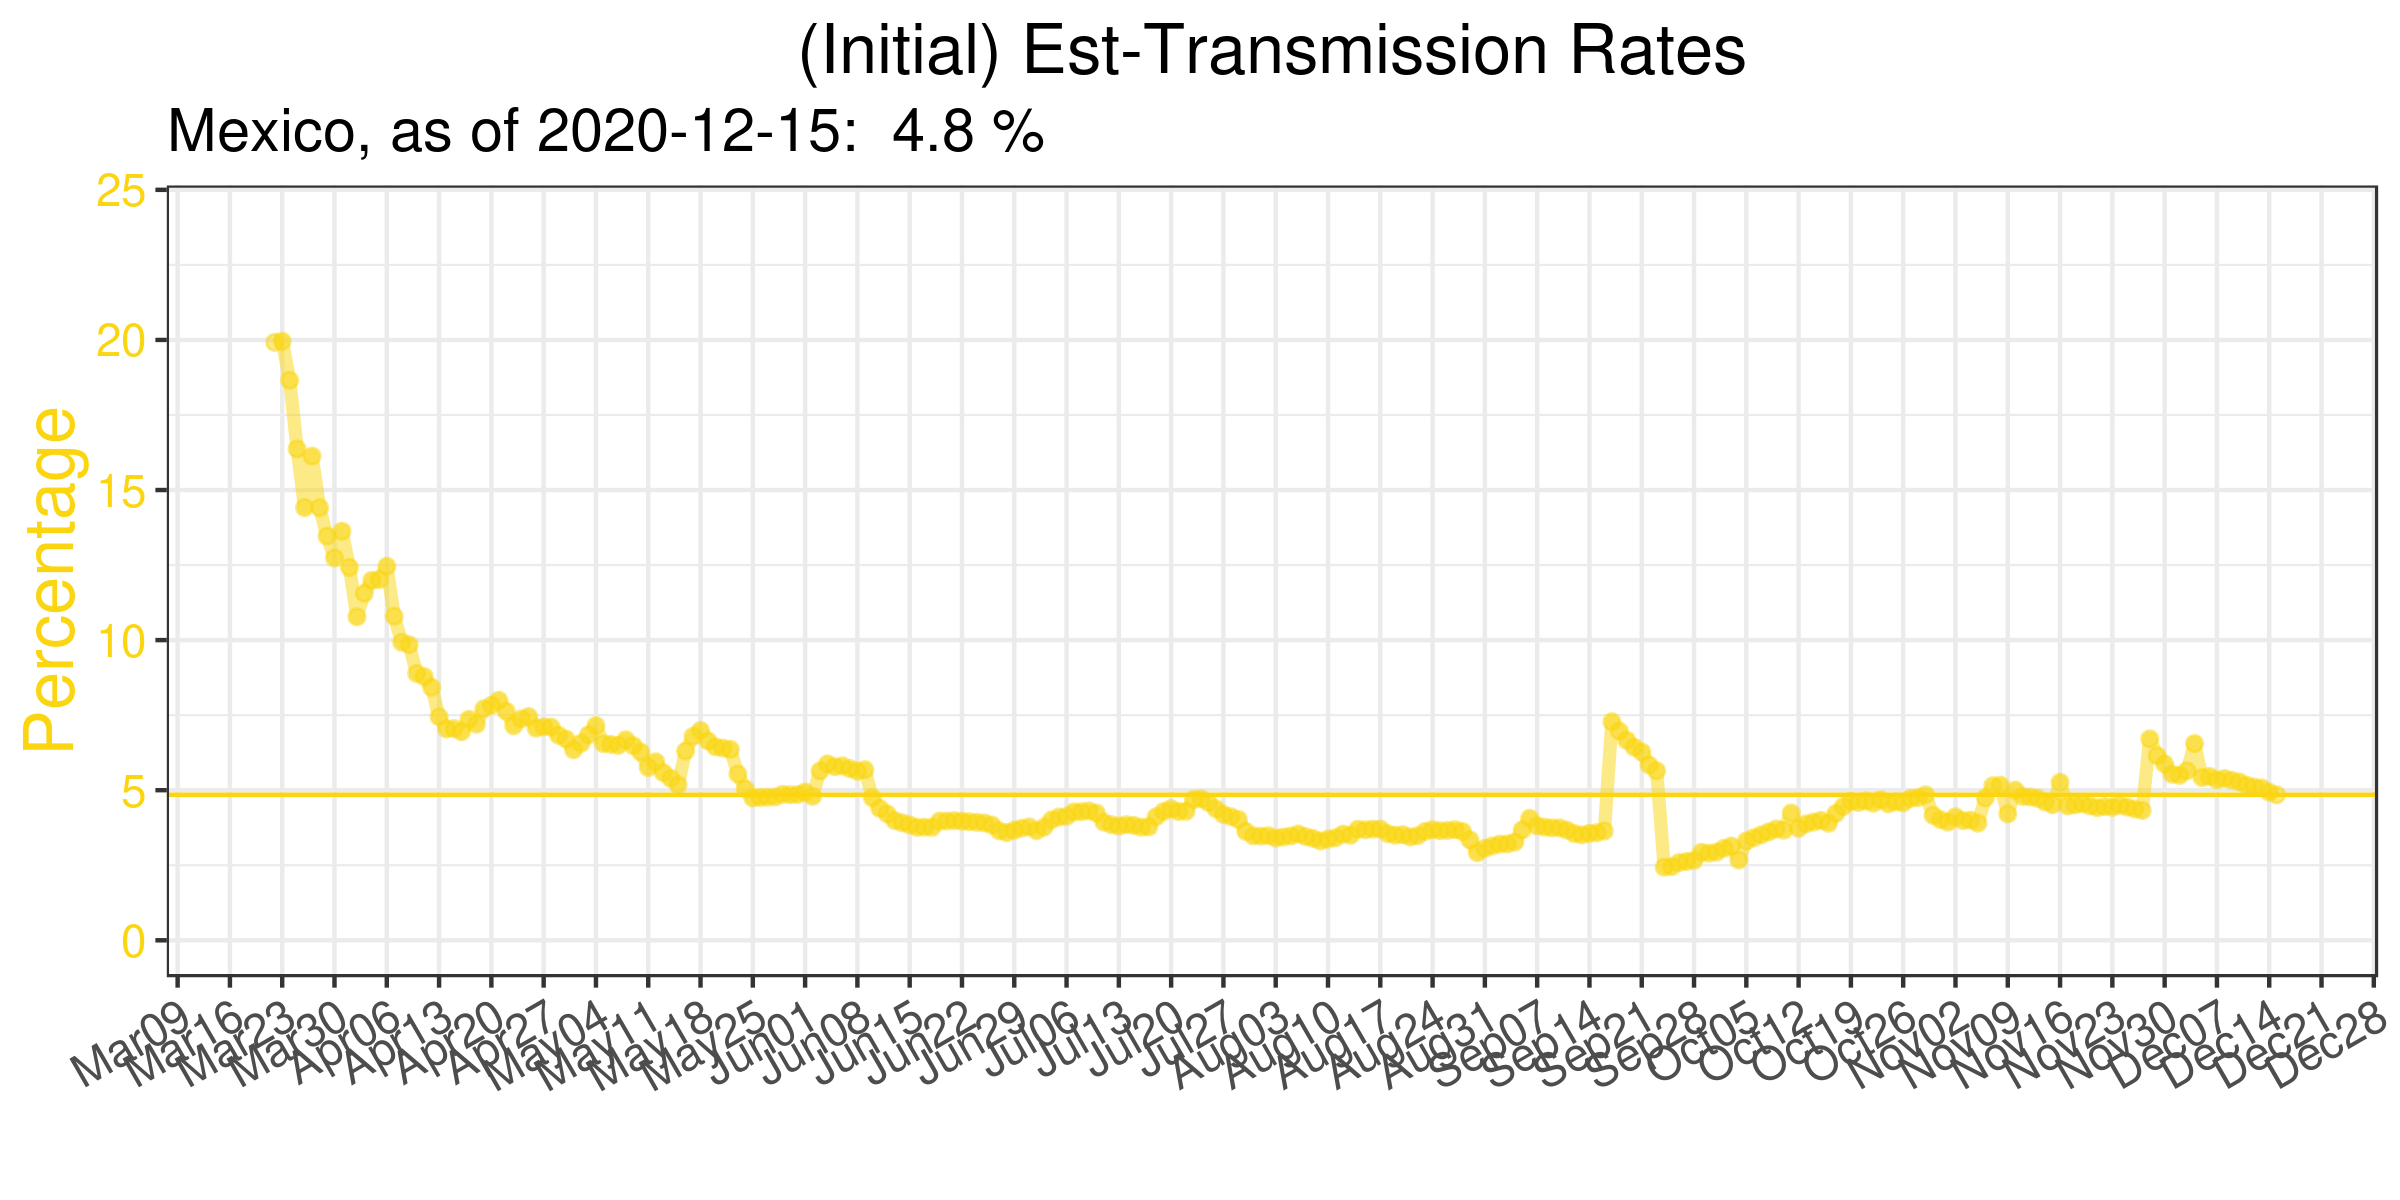 (Initial) Est-Transmission Rates
Mexico, as of 2020-12-15:  4.8 %
Percentage
25
20
15
10
5
0
Mar09
Mar16
Mar23
Mar30
Apr06
Apr13
Apr20
Apr27
May04
May11
May18
May25
Jun01
Jun08
Jun15
Jun22
Jun29
Jul06
Jul13
Jul20
Jul27
Aug03
Aug10
Aug17
Aug24
Aug31
Sep07
Sep14
Sep21
Sep28
Oct05
Oct12
Oct19
Oct26
Nov02
Nov09
Nov16
Nov23
Nov30
Dec07
Dec14
Dec21
Dec28